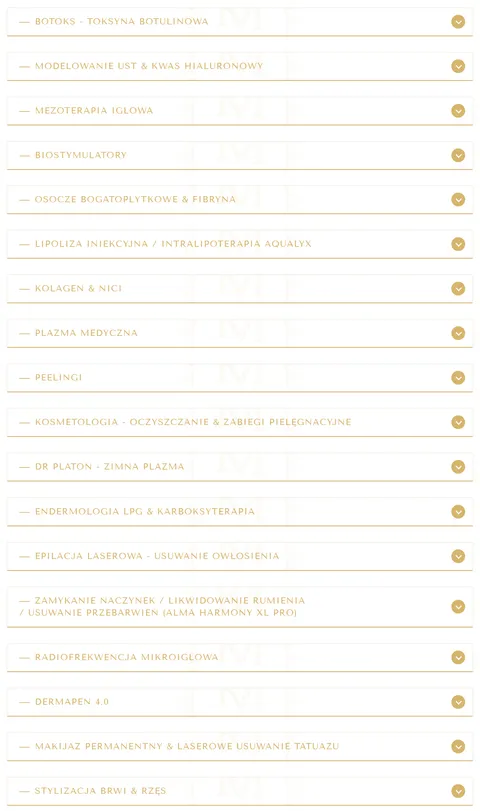 — BOTOKS - TOKSYNA BOTULINOWA
— MODELOWANIE UST & KWAS HIALURONOWY
— MEZOTERAPIA IGŁOWA
— BIOSTYMULATORY
— OSOCZE BOGATOPŁYTKOWE & FIBRYNA
— LIPOLIZA INIEKCYJNA / INTRALIPOTERAPIA AQUALYX
— KOLAGEN & NICI
— PLAZMA MEDYCZNA
— PEELINGI
— KOSMETOLOGIA - OCZYSZCZANIE & ZABIEGI PIELĘGNACYJNE
— DR PLATON - ZIMNA PLAZMA
— ENDERMOLOGIA LPG & KARBOKSYTERAPIA
— EPILACJA LASEROWA - USUWANIE OWŁOSIENIA
— ZAMYKANIE NACZYNEK / LIKWIDOWANIE RUMIENIA
/ USUWANIE PRZEBARWIEŃ (ALMA HARMONY XL PRO)
— RADIOFREKWENCJA MIKROIGŁOWA
— DERMAPEN 4.0
— MAKIJAŻ PERMANENTNY & LASEROWE USUWANIE TATUAŻU
— STYLIZACJA BRWI & RZĘS